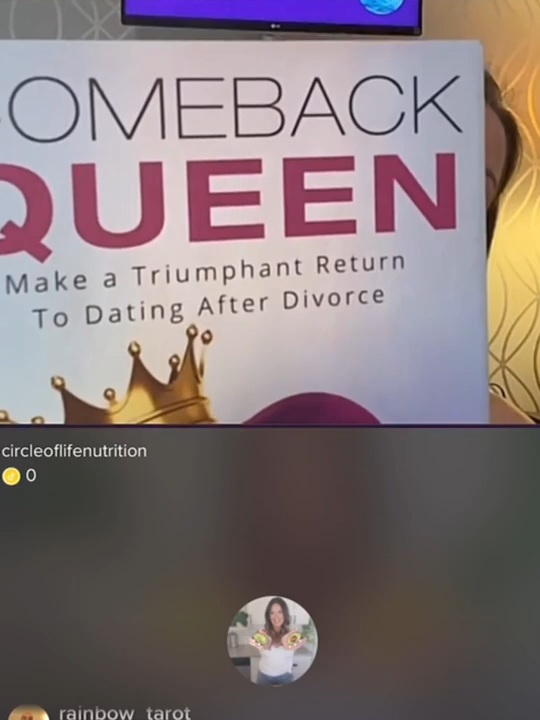 OMEBACK
QUEEN
Make a Triumphant Return
To Dating After Divorce
circleoflifenutrition
0
rainbow_tarot